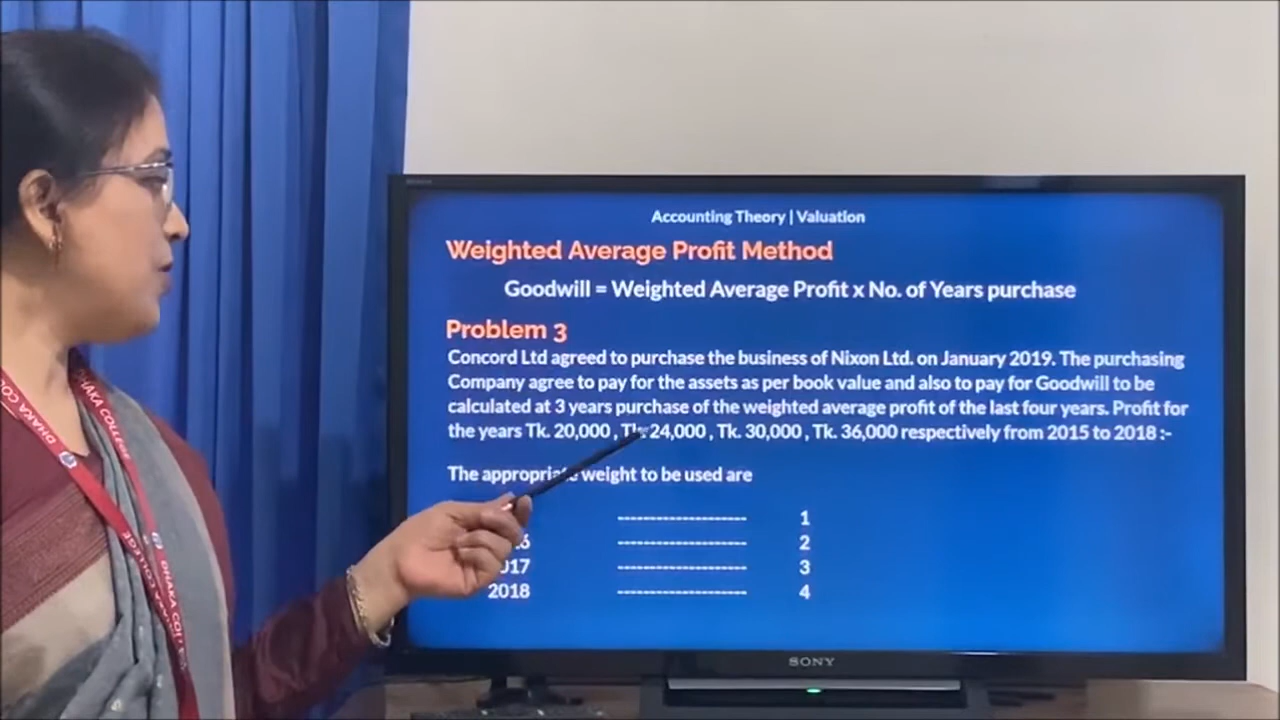 Accounting Theory | Valuation
Weighted Average Profit Method
Goodwill = Weighted Average Profit x No. of Years purchase
Problem 3
Concord Ltd agreed to purchase the business of Nixon Ltd. on January 2019. The purchasing
Company agree to pay for the assets as per book value and also to pay for Goodwill to be
calculated at 3 years purchase of the weighted average profit of the last four years. Profit for
the years Tk. 20,000 , Tk. 24,000 , Tk. 30,000 , Tk. 36,000 respectively from 2015 to 2018 :-
The appropriate weight to be used are
------------------ 1
------------------ 2
------------------ 3
2018 ------------------ 4
SONY
DHAKA COLLEGE
DHAKA